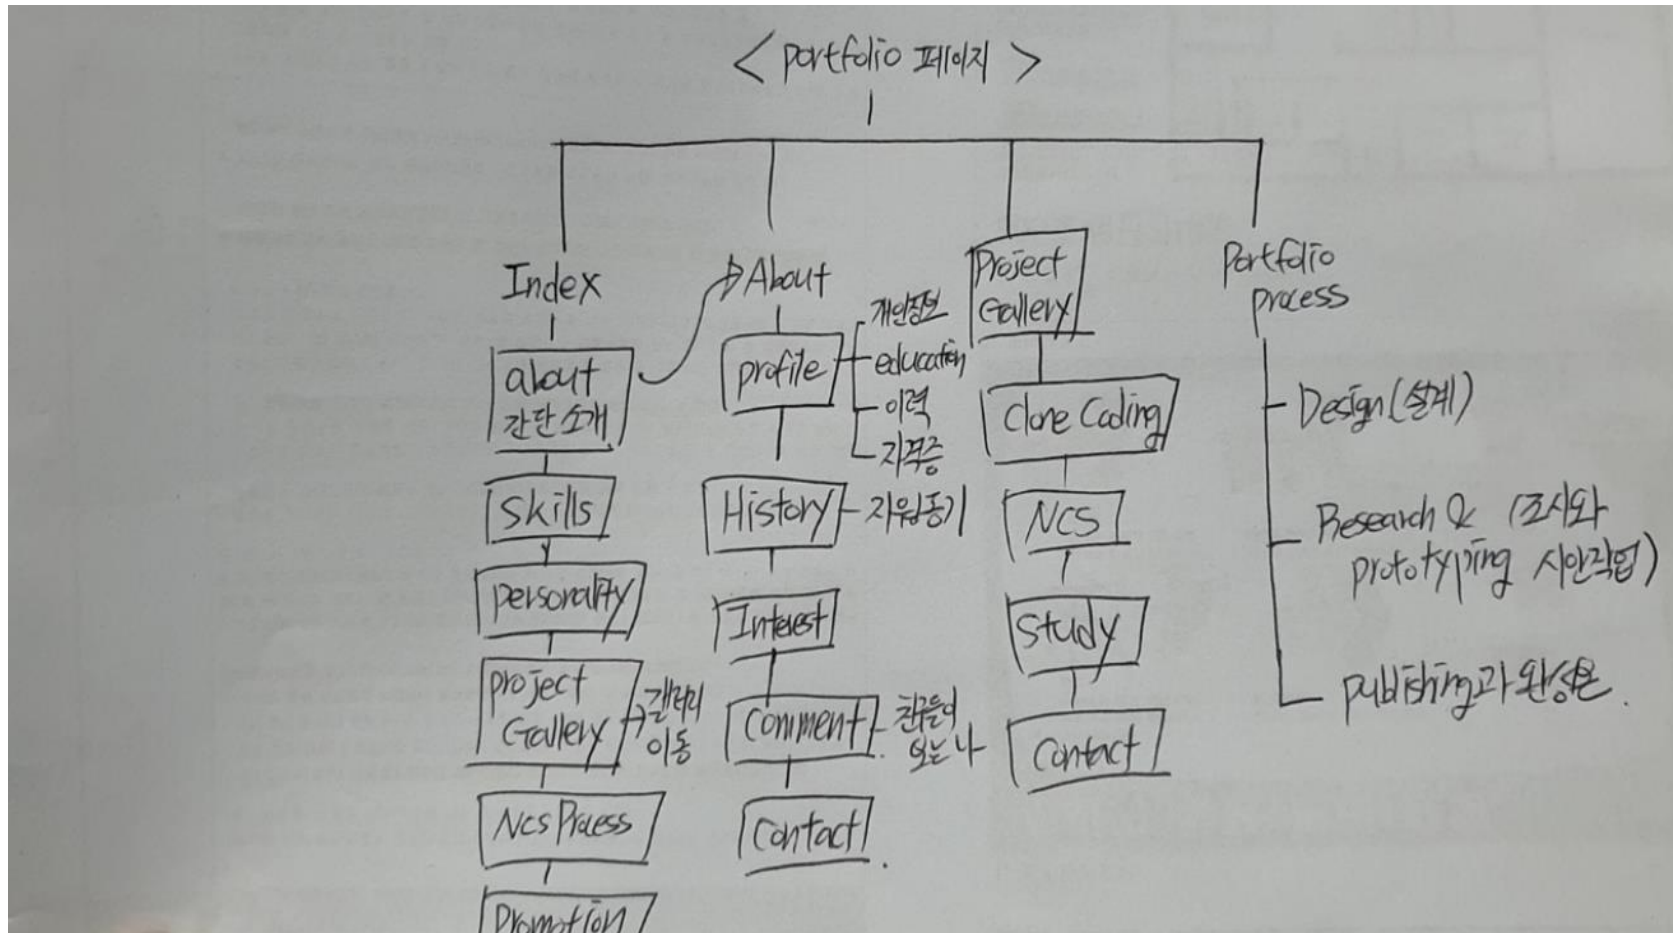 < portfolio 페이지 >
Index
about
간단소개
skills
personality
project
Gallery
갤러리
이동
Ncs Process
promotion
About
profile
개인정보
education
이력
자격증
History
지원동기
Interest
Comment
친구들이
보는 나
Contact
Project
Gallery
Clone Coding
NCS
study
Contact
portfolio
process
Design (설계)
Research & (조사와
prototyping 시안작업)
publishing과 완성본.